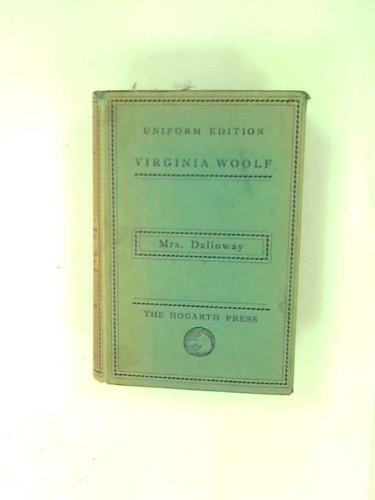 UNIFORM EDITION
VIRGINIA WOOLF
Mrs. Dalloway
THE HOGARTH PRESS